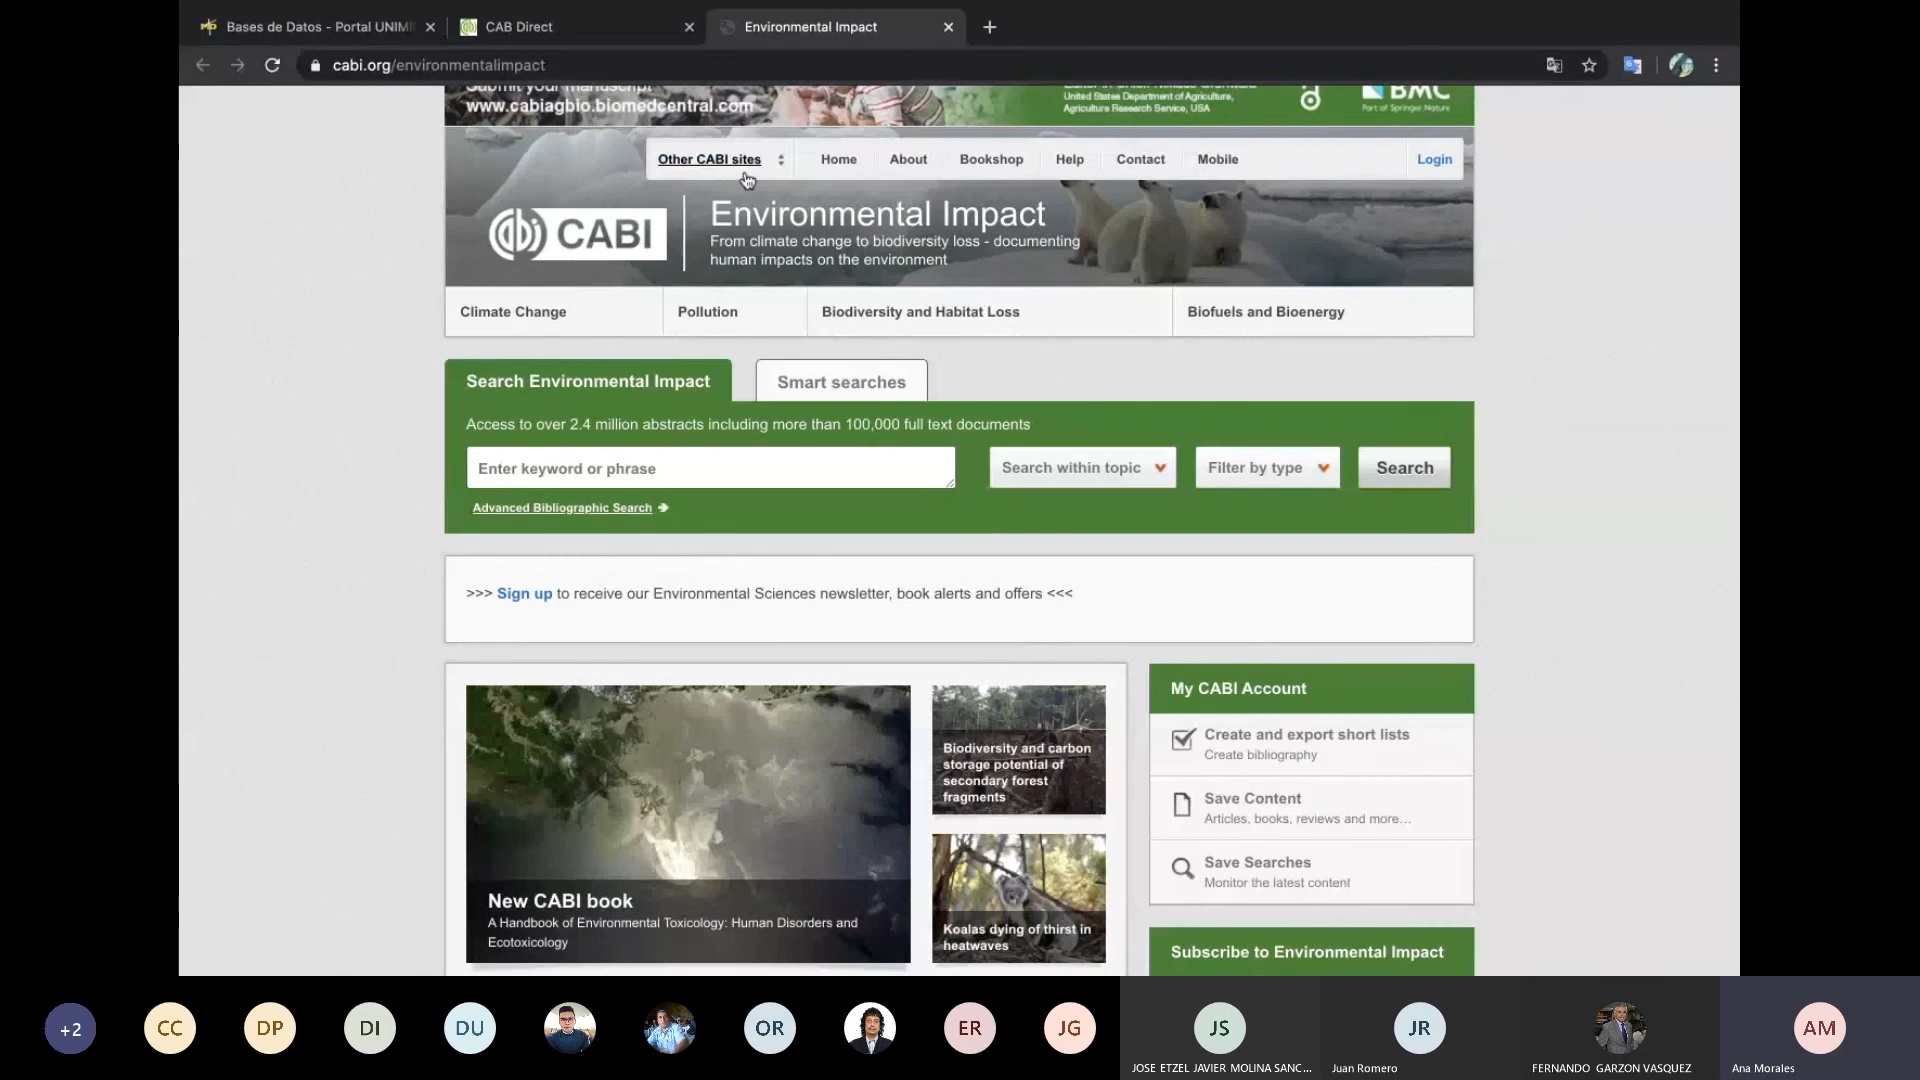 Bases de Datos - Portal UNIMI
CAB Direct
Environmental Impact
cabi.org/environmentalimpact
Submit your manuscript
www.cabiagbio.biomedcentral.com
United States Department of Agriculture,
Agriculture Research Service, USA
BMC
Part of Springer Nature
Other CABI sites
Home
About
Bookshop
Help
Contact
Mobile
Login
CABI
Environmental Impact
From climate change to biodiversity loss - documenting
human impacts on the environment
Climate Change
Pollution
Biodiversity and Habitat Loss
Biofuels and Bioenergy
Search Environmental Impact
Smart searches
Access to over 2.4 million abstracts including more than 100,000 full text documents
Enter keyword or phrase
Search within topic
Filter by type
Search
Advanced Bibliographic Search
>>> Sign up to receive our Environmental Sciences newsletter, book alerts and offers <<<
New CABI book
A Handbook of Environmental Toxicology: Human Disorders and
Ecotoxicology
Biodiversity and carbon
storage potential of
secondary forest
fragments
Koalas dying of thirst in
heatwaves
My CABI Account
Create and export short lists
Create bibliography
Save Content
Articles, books, reviews and more…
Save Searches
Monitor the latest content
Subscribe to Environmental Impact
+2
CC
DP
DI
DU
OR
ER
JG
JS
JOSE ETZEL JAVIER MOLINA SANC...
JR
Juan Romero
FERNANDO GARZON VASQUEZ
AM
Ana Morales